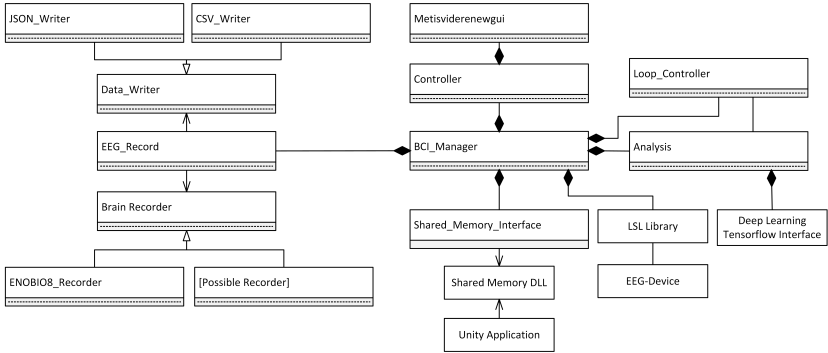 JSON_Writer
CSV_Writer
Metisviderenewgui
Data_Writer
Controller
Loop_Controller
EEG_Record
BCI_Manager
Analysis
Brain Recorder
Shared_Memory_Interface
LSL Library
Deep Learning
Tensorflow Interface
ENOBIO8_Recorder
[Possible Recorder]
Shared Memory DLL
EEG-Device
Unity Application